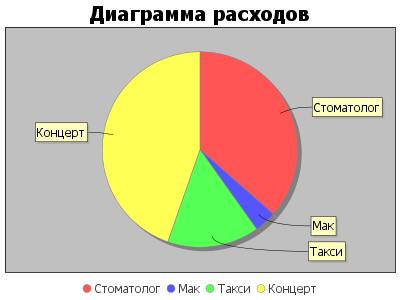 Диаграмма расходов
Стоматолог
Концерт
Мак
Такси
Стоматолог Мак Такси Концерт